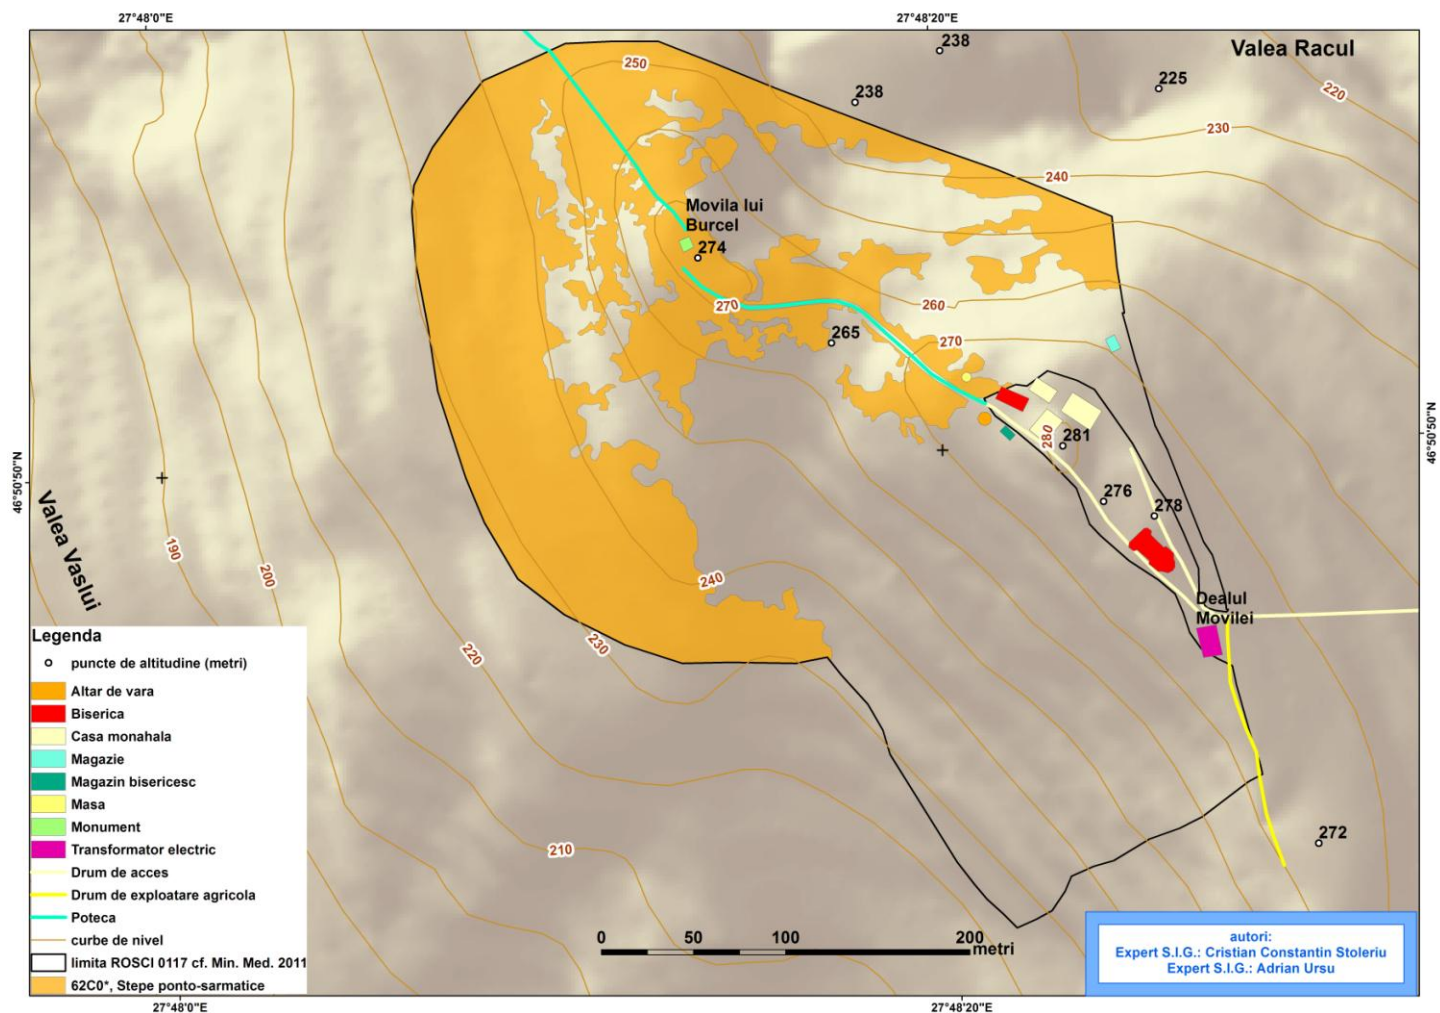 27°48'0"E
27°48'20"E
238
Valea Racul
250
225
238
220
230
240
Movila lui
Burcel
274
270
260
265
270
46°50'50"N
280
281
46°50'50"N
276
278
Valea Vaslui
190
200
240
Dealul
Movilei
230
220
210
272
Legenda
puncte de altitudine (metri)
Altar de vara
Biserica
Casa monahala
Magazie
Magazin bisericesc
Masa
Monument
Transformator electric
Drum de acces
Drum de exploatare agricola
Poteca
curbe de nivel
limita ROSCI 0117 cf. Min. Med. 2011
62C0*, Stepe ponto-sarmatice
0 50 100 200
metri
autori:
Expert S.I.G.: Cristian Constantin Stoleriu
Expert S.I.G.: Adrian Ursu
27°48'0"E
27°48'20"E